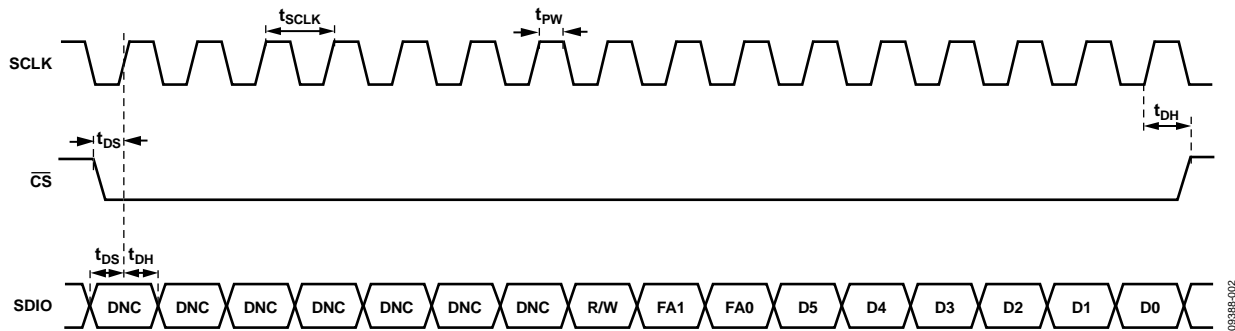 tSCLK
tPW
SCLK
tDH
tDS
CS
tDS tDH
SDIO DNC DNC DNC DNC DNC DNC DNC R/W FA1 FA0 D5 D4 D3 D2 D1 D0
09388-002